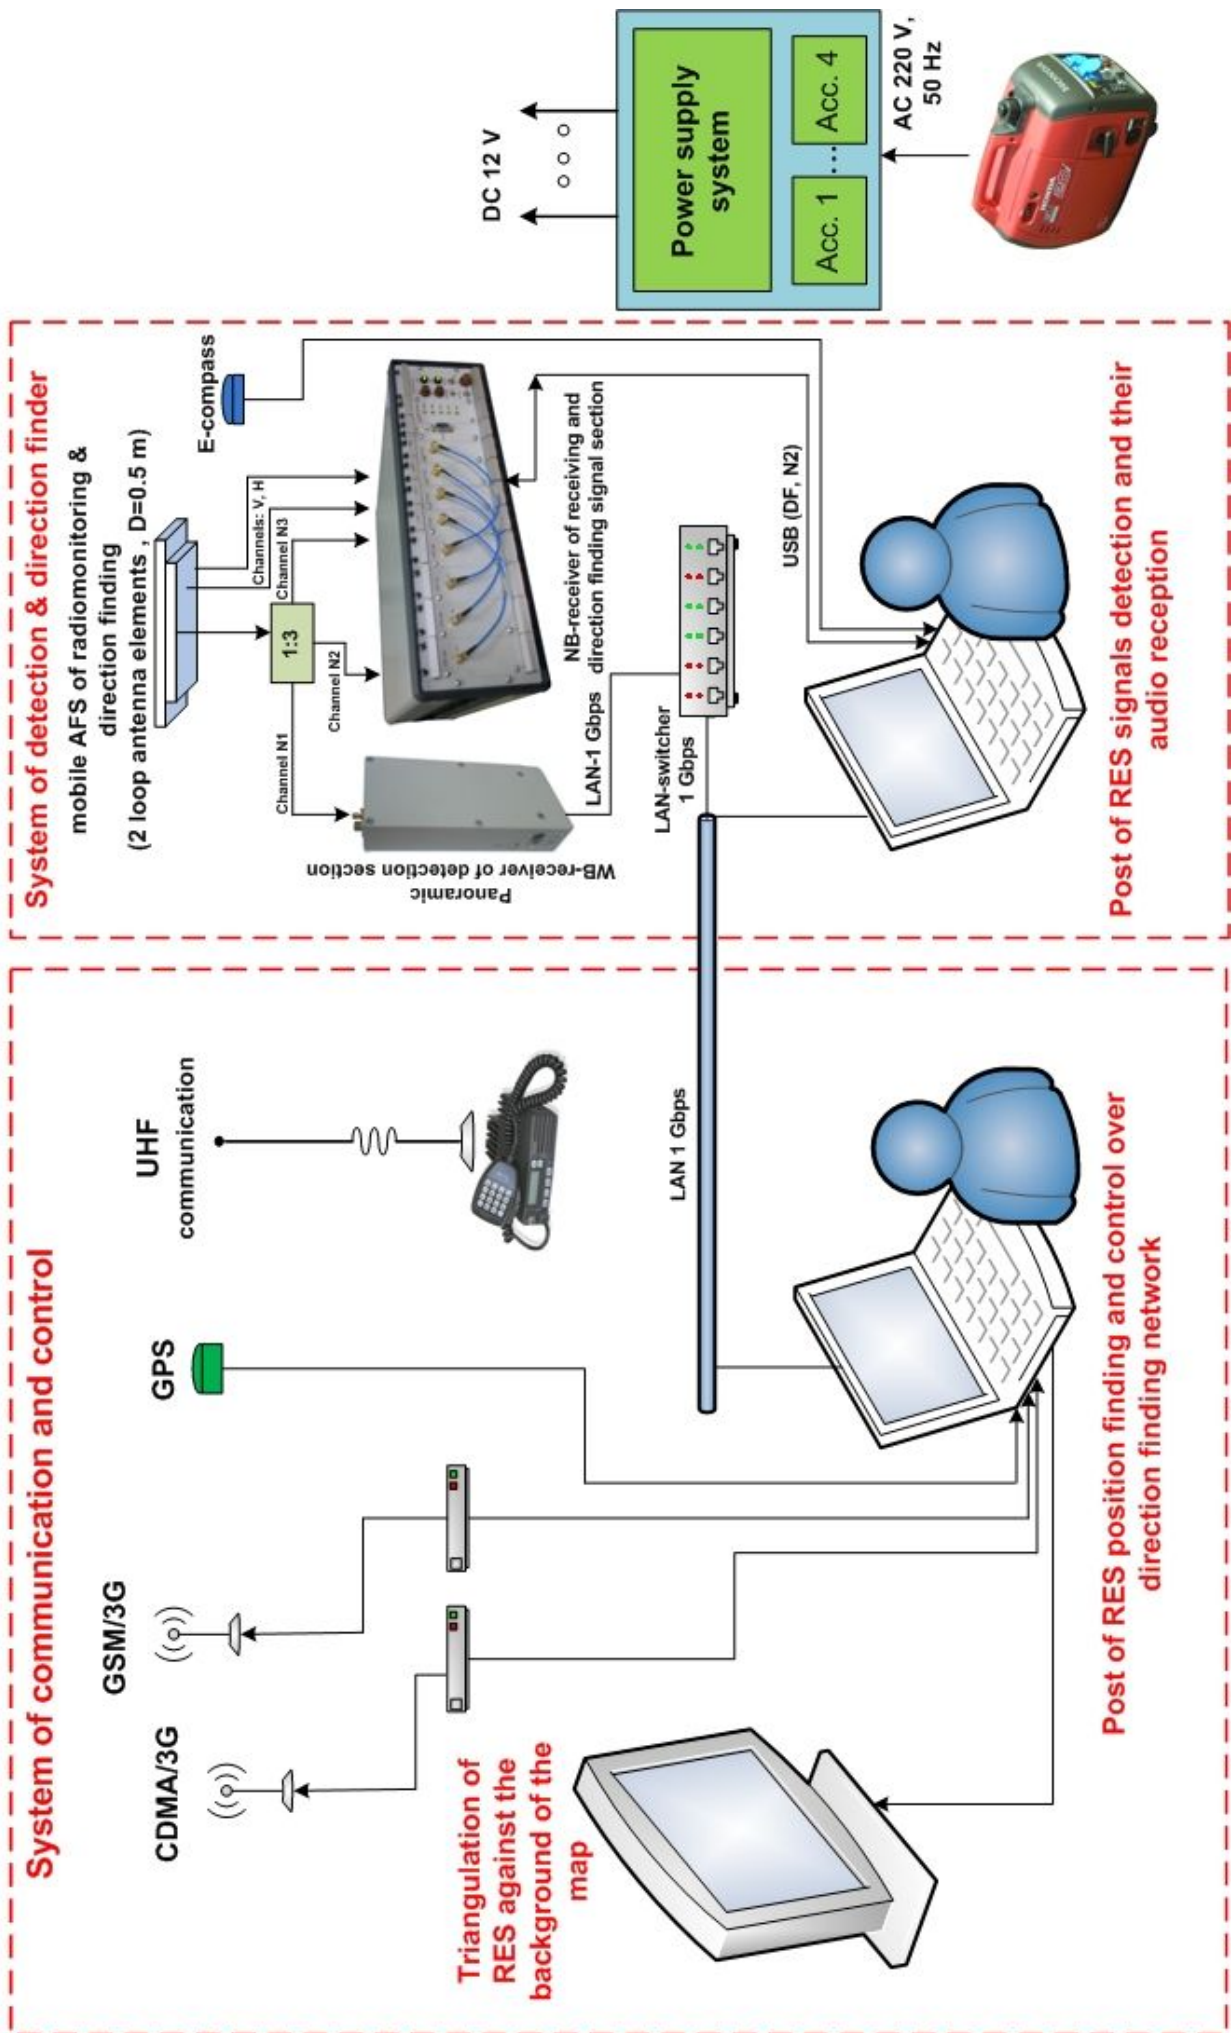 System of communication and control
CDMA/3G
GSM/3G
GPS
UHF
communication
Triangulation of
RES against the
background of the
map
LAN 1 Gbps
Post of RES position finding and control over
direction finding network
System of detection & direction finder
mobile AFS of radiomonitoring &
direction finding
(2 loop antenna elements , D=0.5 m)
E-compass
Channels: V, H
Channel N3
1:3
Channel N1
Channel N2
Panoramic
WB-receiver of detection section
NB-receiver of receiving and
direction finding signal section
LAN-1 Gbps
LAN-switcher
1 Gbps
USB (DF, N2)
Post of RES signals detection and their
audio reception
DC 12 V
Power supply
system
Acc. 1
....
Acc. 4
AC 220 V,
50 Hz
HONDA
HONDA